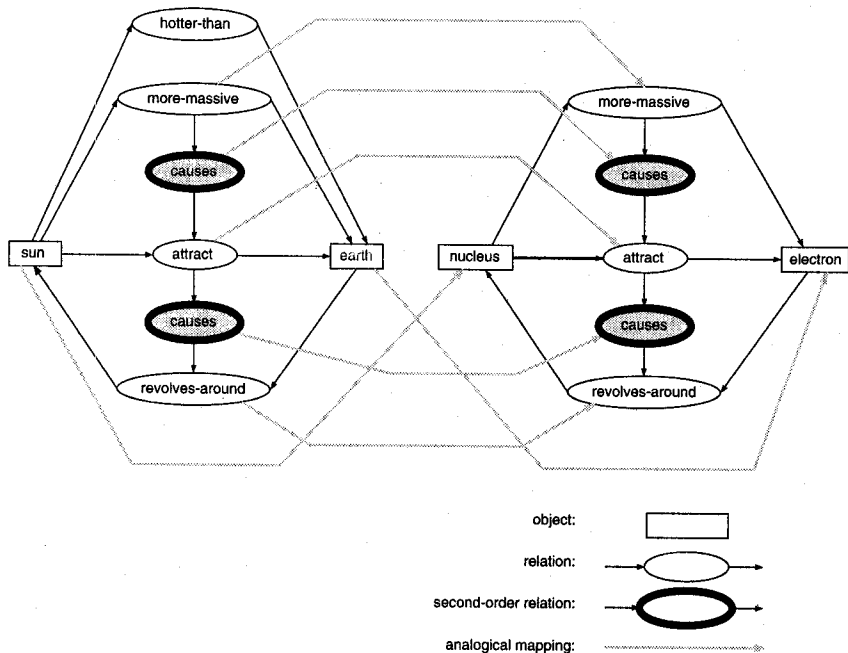 hotter-than
more-massive
causes
sun
attract
earth
causes
revolves-around
more-massive
causes
nucleus
attract
electron
causes
revolves-around
object:
relation:
second-order relation:
analogical mapping: